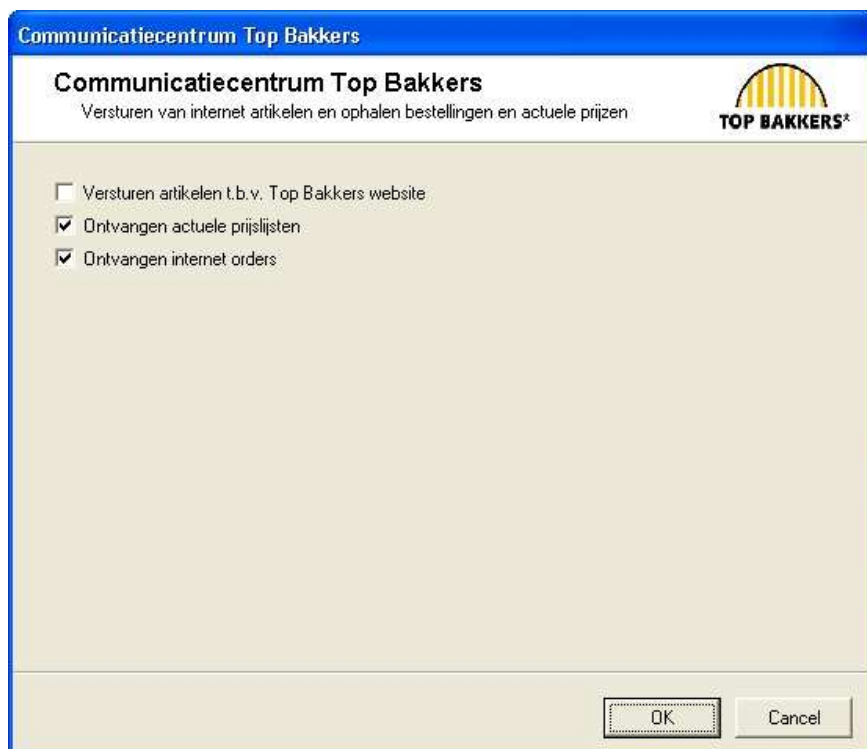 Communicatiecentrum Top Bakkers
Communicatiecentrum Top Bakkers
Versturen van internet artikelen en ophalen bestellingen en actuele prijzen
TOP BAKKERS*
Versturen artikelen t.b.v. Top Bakkers website
Ontvangen actuele prijslijsten
Ontvangen internet orders
OK
Cancel